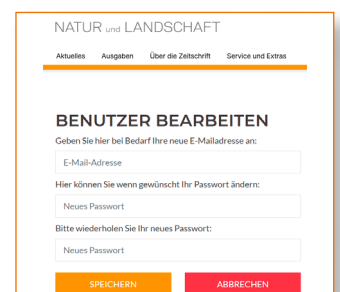 NATUR und LANDSCHAFT
Aktuelles Ausgaben Über die Zeitschrift Service und Extras
BENUTZER BEARBEITEN
Geben Sie hier bei Bedarf Ihre neue E-Mailadresse an:
E-Mail-Adresse
Hier können Sie wenn gewünscht Ihr Passwort ändern:
Neues Passwort
Bitte wiederholen Sie Ihr neues Passwort:
Neues Passwort
SPEICHERN ABBRECHEN